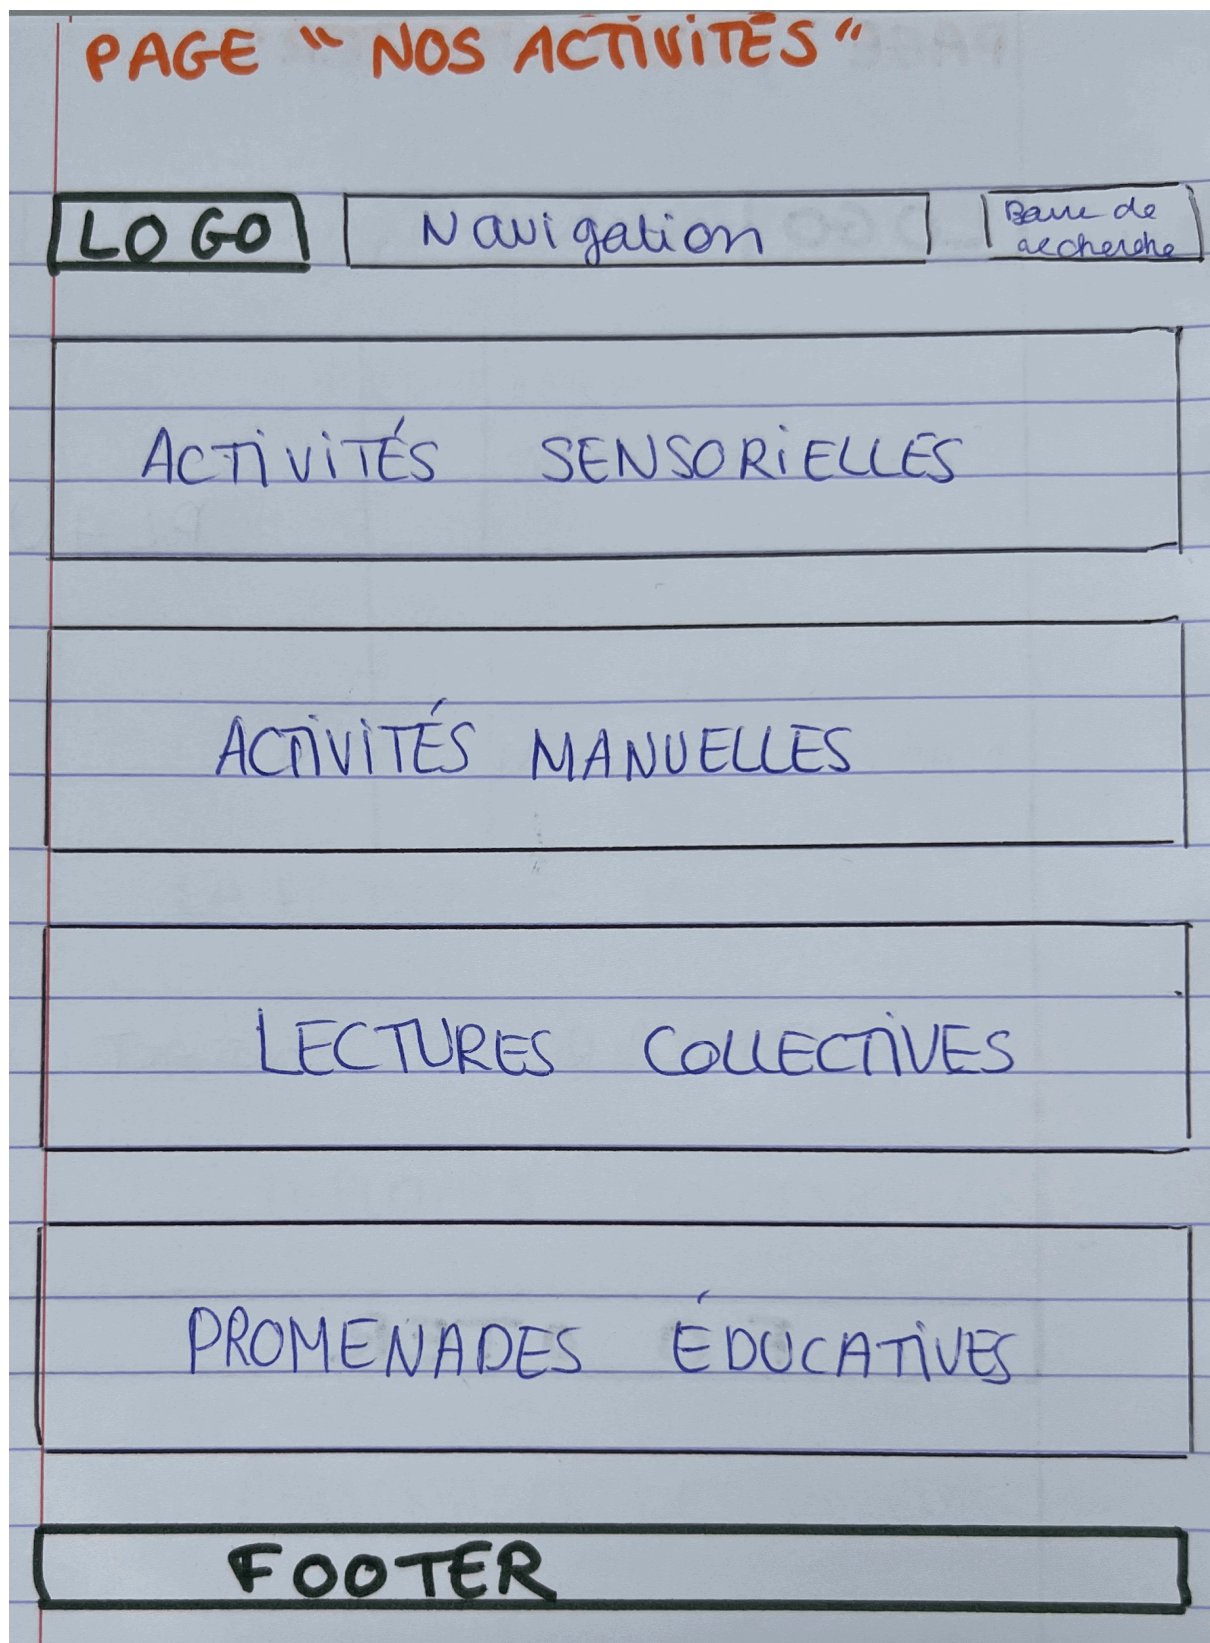 PAGE " NOS ACTIVITÉS "
LOGO
Navigation
Barre de
recherche
ACTIVITÉS SENSORIELLES
ACTIVITÉS MANUELLES
LECTURES COLLECTIVES
PROMENADES ÉDUCATIVES
FOOTER